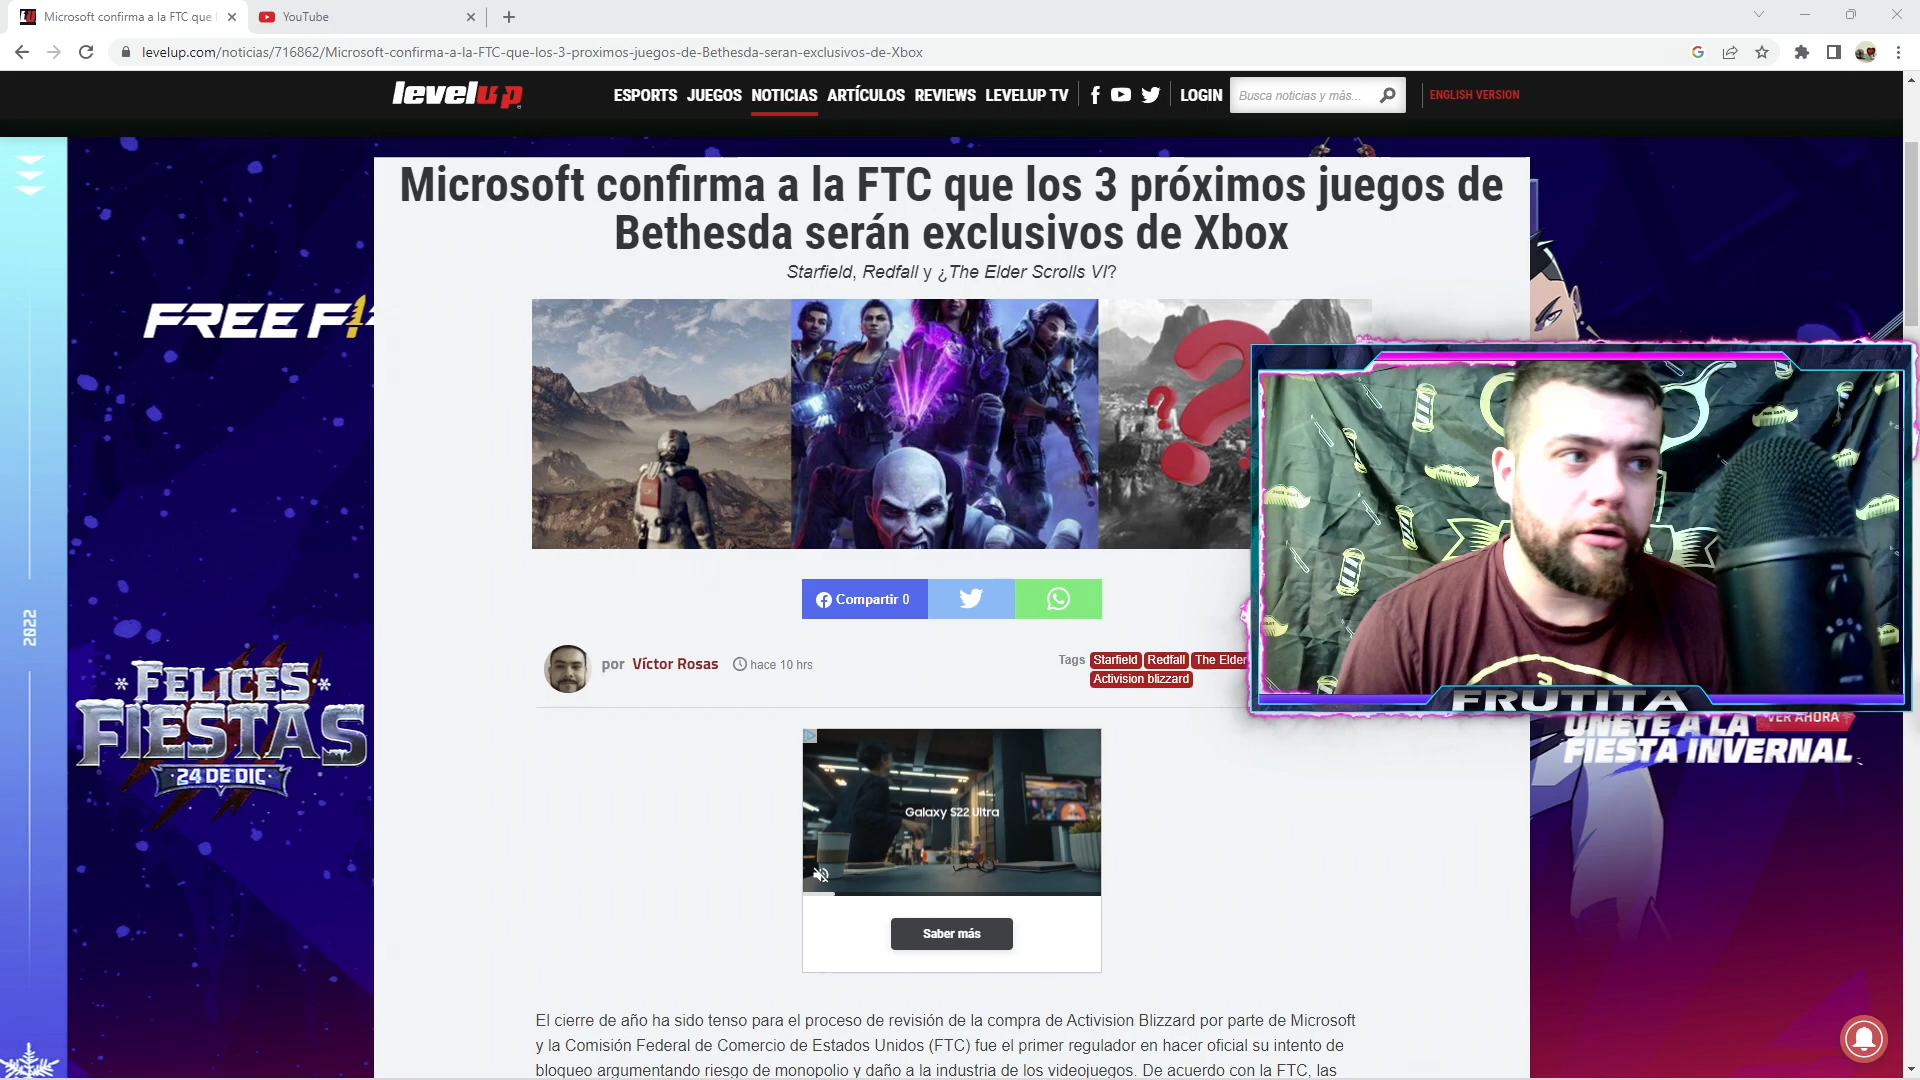 Microsoft confirma a la FTC que
YouTube
levelup.com/noticias/716862/Microsoft-confirma-a-la-FTC-que-los-3-proximos-juegos-de-Bethesda-seran-exclusivos-de-Xbox
levelup
ESPORTS JUEGOS NOTICIAS ARTÍCULOS REVIEWS LEVELUP TV
LOGIN
Busca noticias y más...
ENGLISH VERSION
Microsoft confirma a la FTC que los 3 próximos juegos de
Bethesda serán exclusivos de Xbox
Starfield, Redfall y ¿The Elder Scrolls VI?
FREE FI
2022
FELICES
FIESTAS
24 DE DIC
Compartir 0
por Víctor Rosas hace 10 hrs
Tags Starfield Redfall The Elder
Activision blizzard
FRUTITA
VER AHORA
ÚNETE A LA
FIESTA INVERNAL
Galaxy S22 Ultra
Saber más
El cierre de año ha sido tenso para el proceso de revisión de la compra de Activision Blizzard por parte de Microsoft
y la Comisión Federal de Comercio de Estados Unidos (FTC) fue el primer regulador en hacer oficial su intento de
bloqueo argumentando riesgo de monopolio y daño a la industria de los videojuegos. De acuerdo con la FTC, las